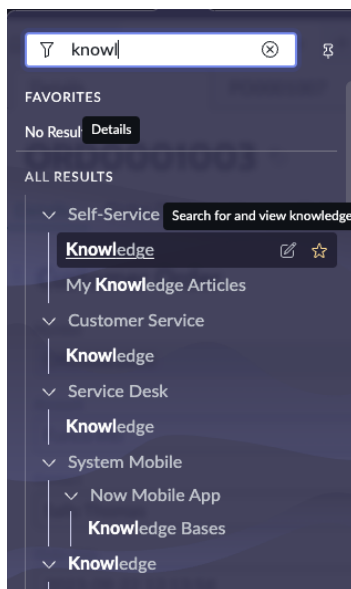 knowl
FAVORITES
No Resul
Details
ORD0001003
ALL RESULTS
Self-Service
Search for and view knowledge
Knowledge
My Knowledge Articles
Customer Service
Knowledge
Service Desk
Knowledge
System Mobile
Now Mobile App
Knowledge Bases
Knowledge